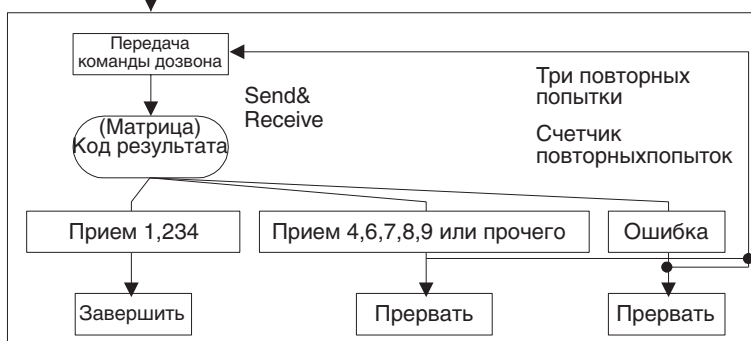 Передача
команды дозвона
Send&
Receive
Три повторных
попытки
(Матрица)
Код результата
Счетчик
повторныхпопыток
Прием 1,234
Прием 4,6,7,8,9 или прочего
Ошибка
Завершить
Прервать
Прервать